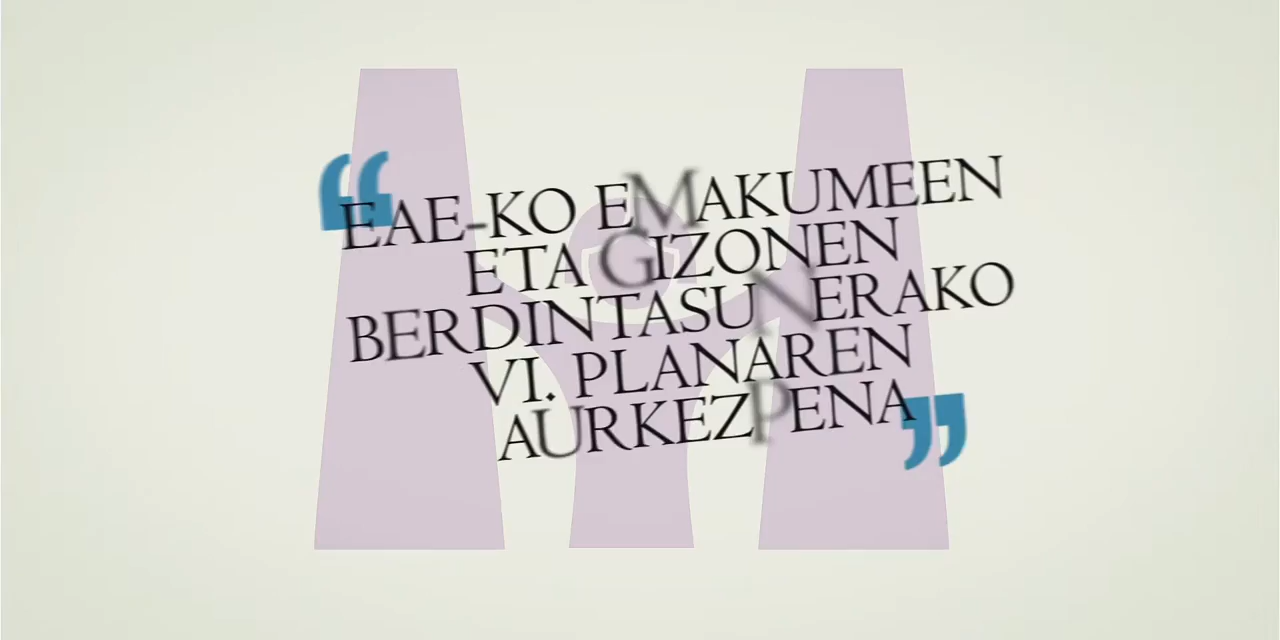 “EAE-KO EMAKUMEEN
ETA GIZONEN
BERDINTASUNERAKO
VI. PLANAREN
AURKEZPENA”